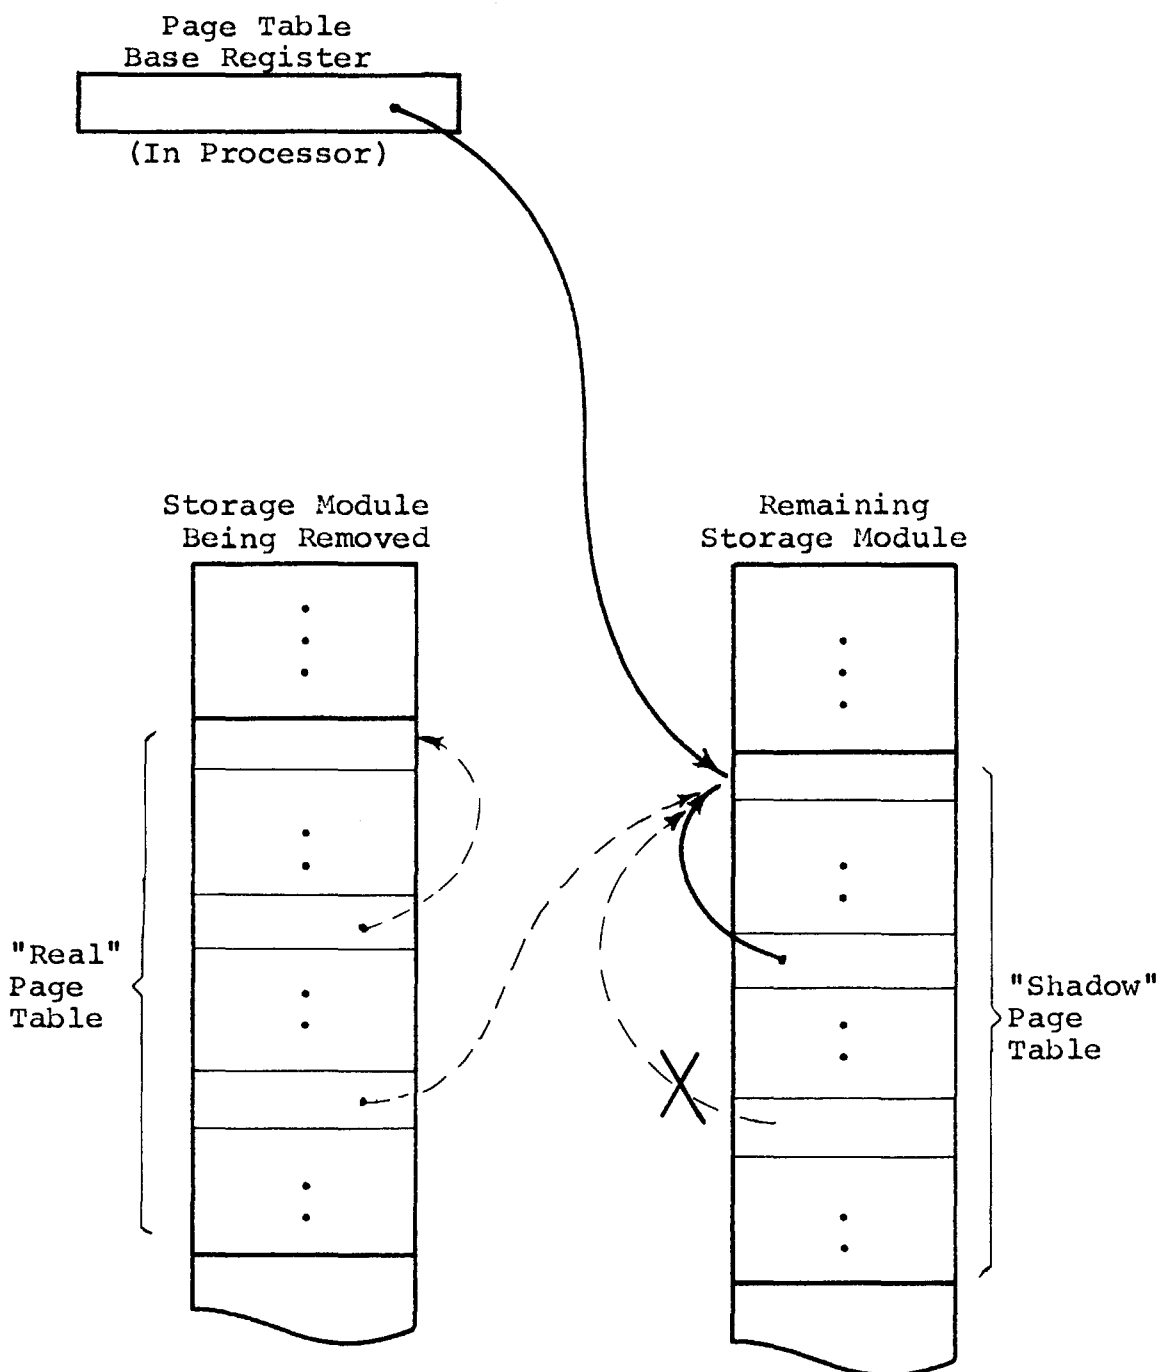 Page Table
Base Register
(In Processor)
Storage Module
Being Removed
Remaining
Storage Module
"Real"
Page
Table
"Shadow"
Page
Table